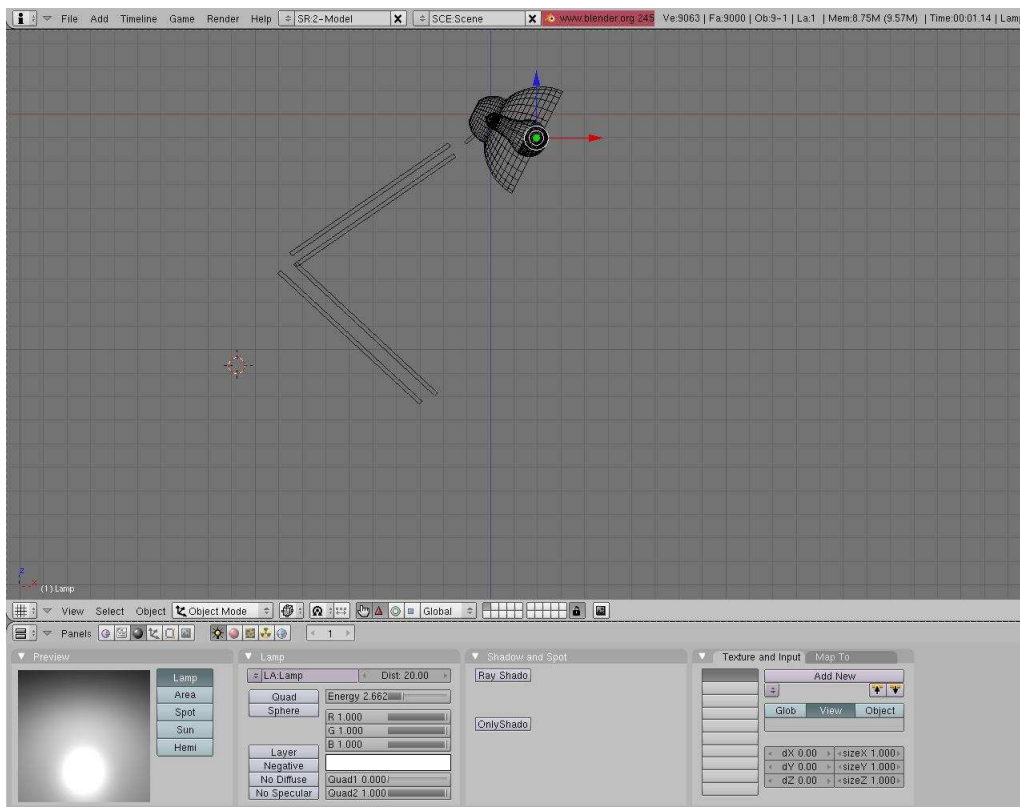 File Add Timeline Game Render Help SR:2-Model SCE:Scene www.blender.org 245 Ve:9063 | Fa:9000 | Ob:9-1 | La:1 | Mem:8.75M (9.57M) | Time:00:01.14 | Lamp
z
x
(1) Lamp
View Select Object Object Mode Global
Panels 1
Preview
Lamp
Area
Spot
Sun
Hemi
Lamp
LA:Lamp Dist: 20.00
Quad Energy 2.662
Sphere
R 1.000
G 1.000
B 1.000
Layer
Negative
No Diffuse Quad1 0.000
No Specular Quad2 1.000
Shadow and Spot
Ray Shado
OnlyShado
Texture and Input Map To
Add New
Glob View Object
dX 0.00 sizeX 1.000
dY 0.00 sizeY 1.000
dZ 0.00 sizeZ 1.000